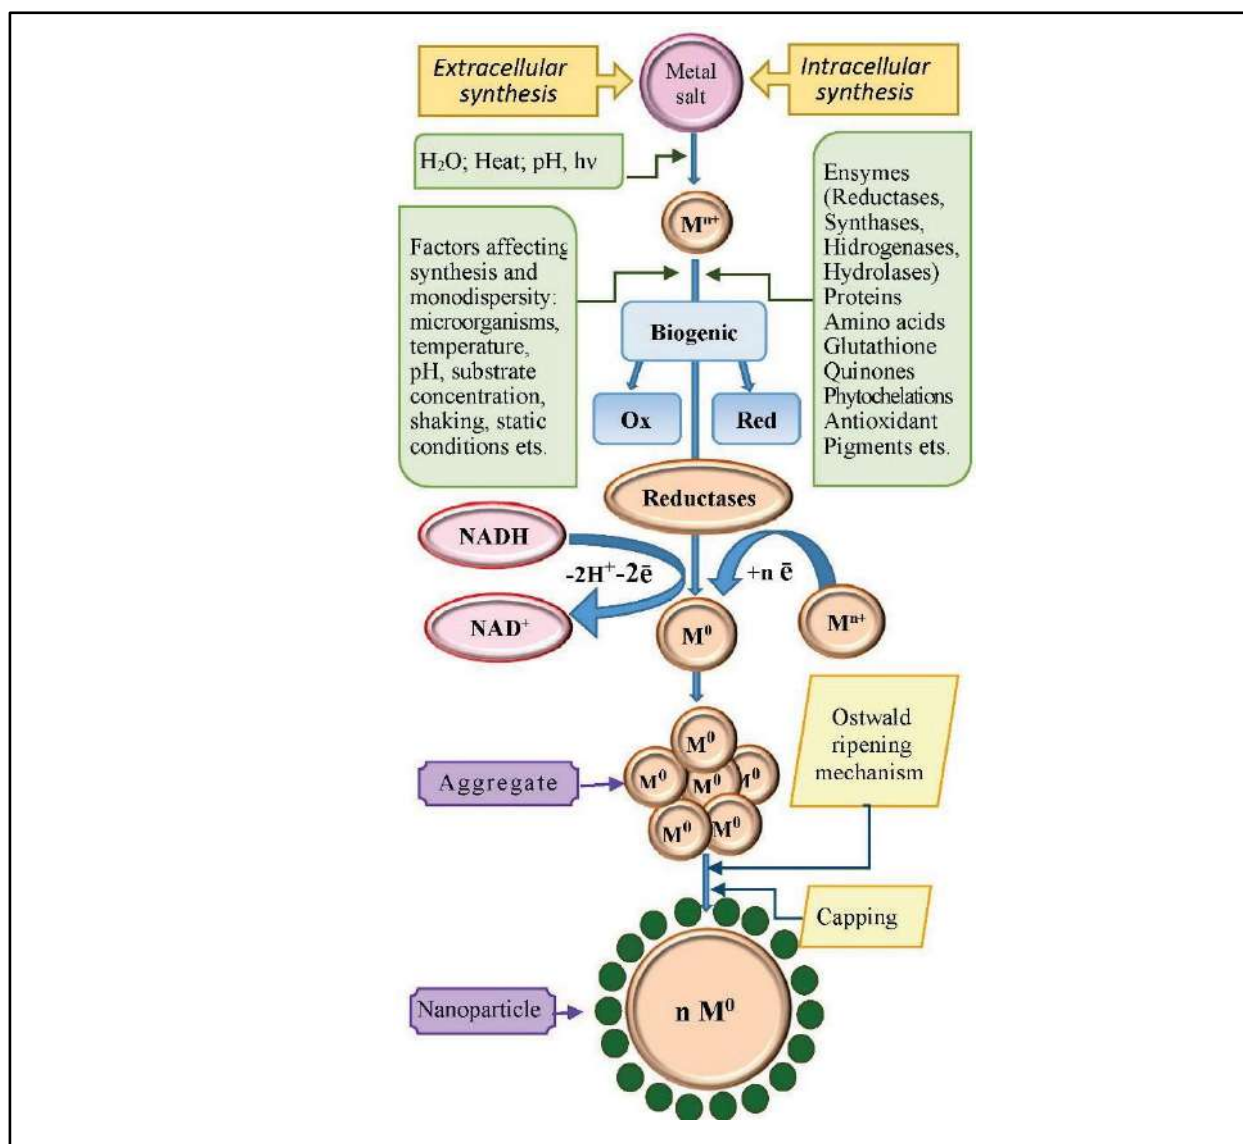 Extracellular
synthesis
Metal
salt
Intracellular
synthesis
H₂O; Heat; pH, hν
Mⁿ⁺
Factors affecting
synthesis and
monodispersity:
microorganisms,
temperature,
pH, substrate
concentration,
shaking, static
conditions ets.
Ensymes
(Reductases,
Synthases,
Hidrogenases,
Hydrolases)
Proteins
Amino acids
Glutathione
Quinones
Phytochelations
Antioxidant
Pigments ets.
Biogenic
Ox
Red
Reductases
NADH
-2H⁺-2ē
+n ē
NAD⁺
M⁰
Mⁿ⁺
Ostwald
ripening
mechanism
Aggregate
M⁰
M⁰
M⁰
M⁰
M⁰
M⁰
Capping
Nanoparticle
n M⁰